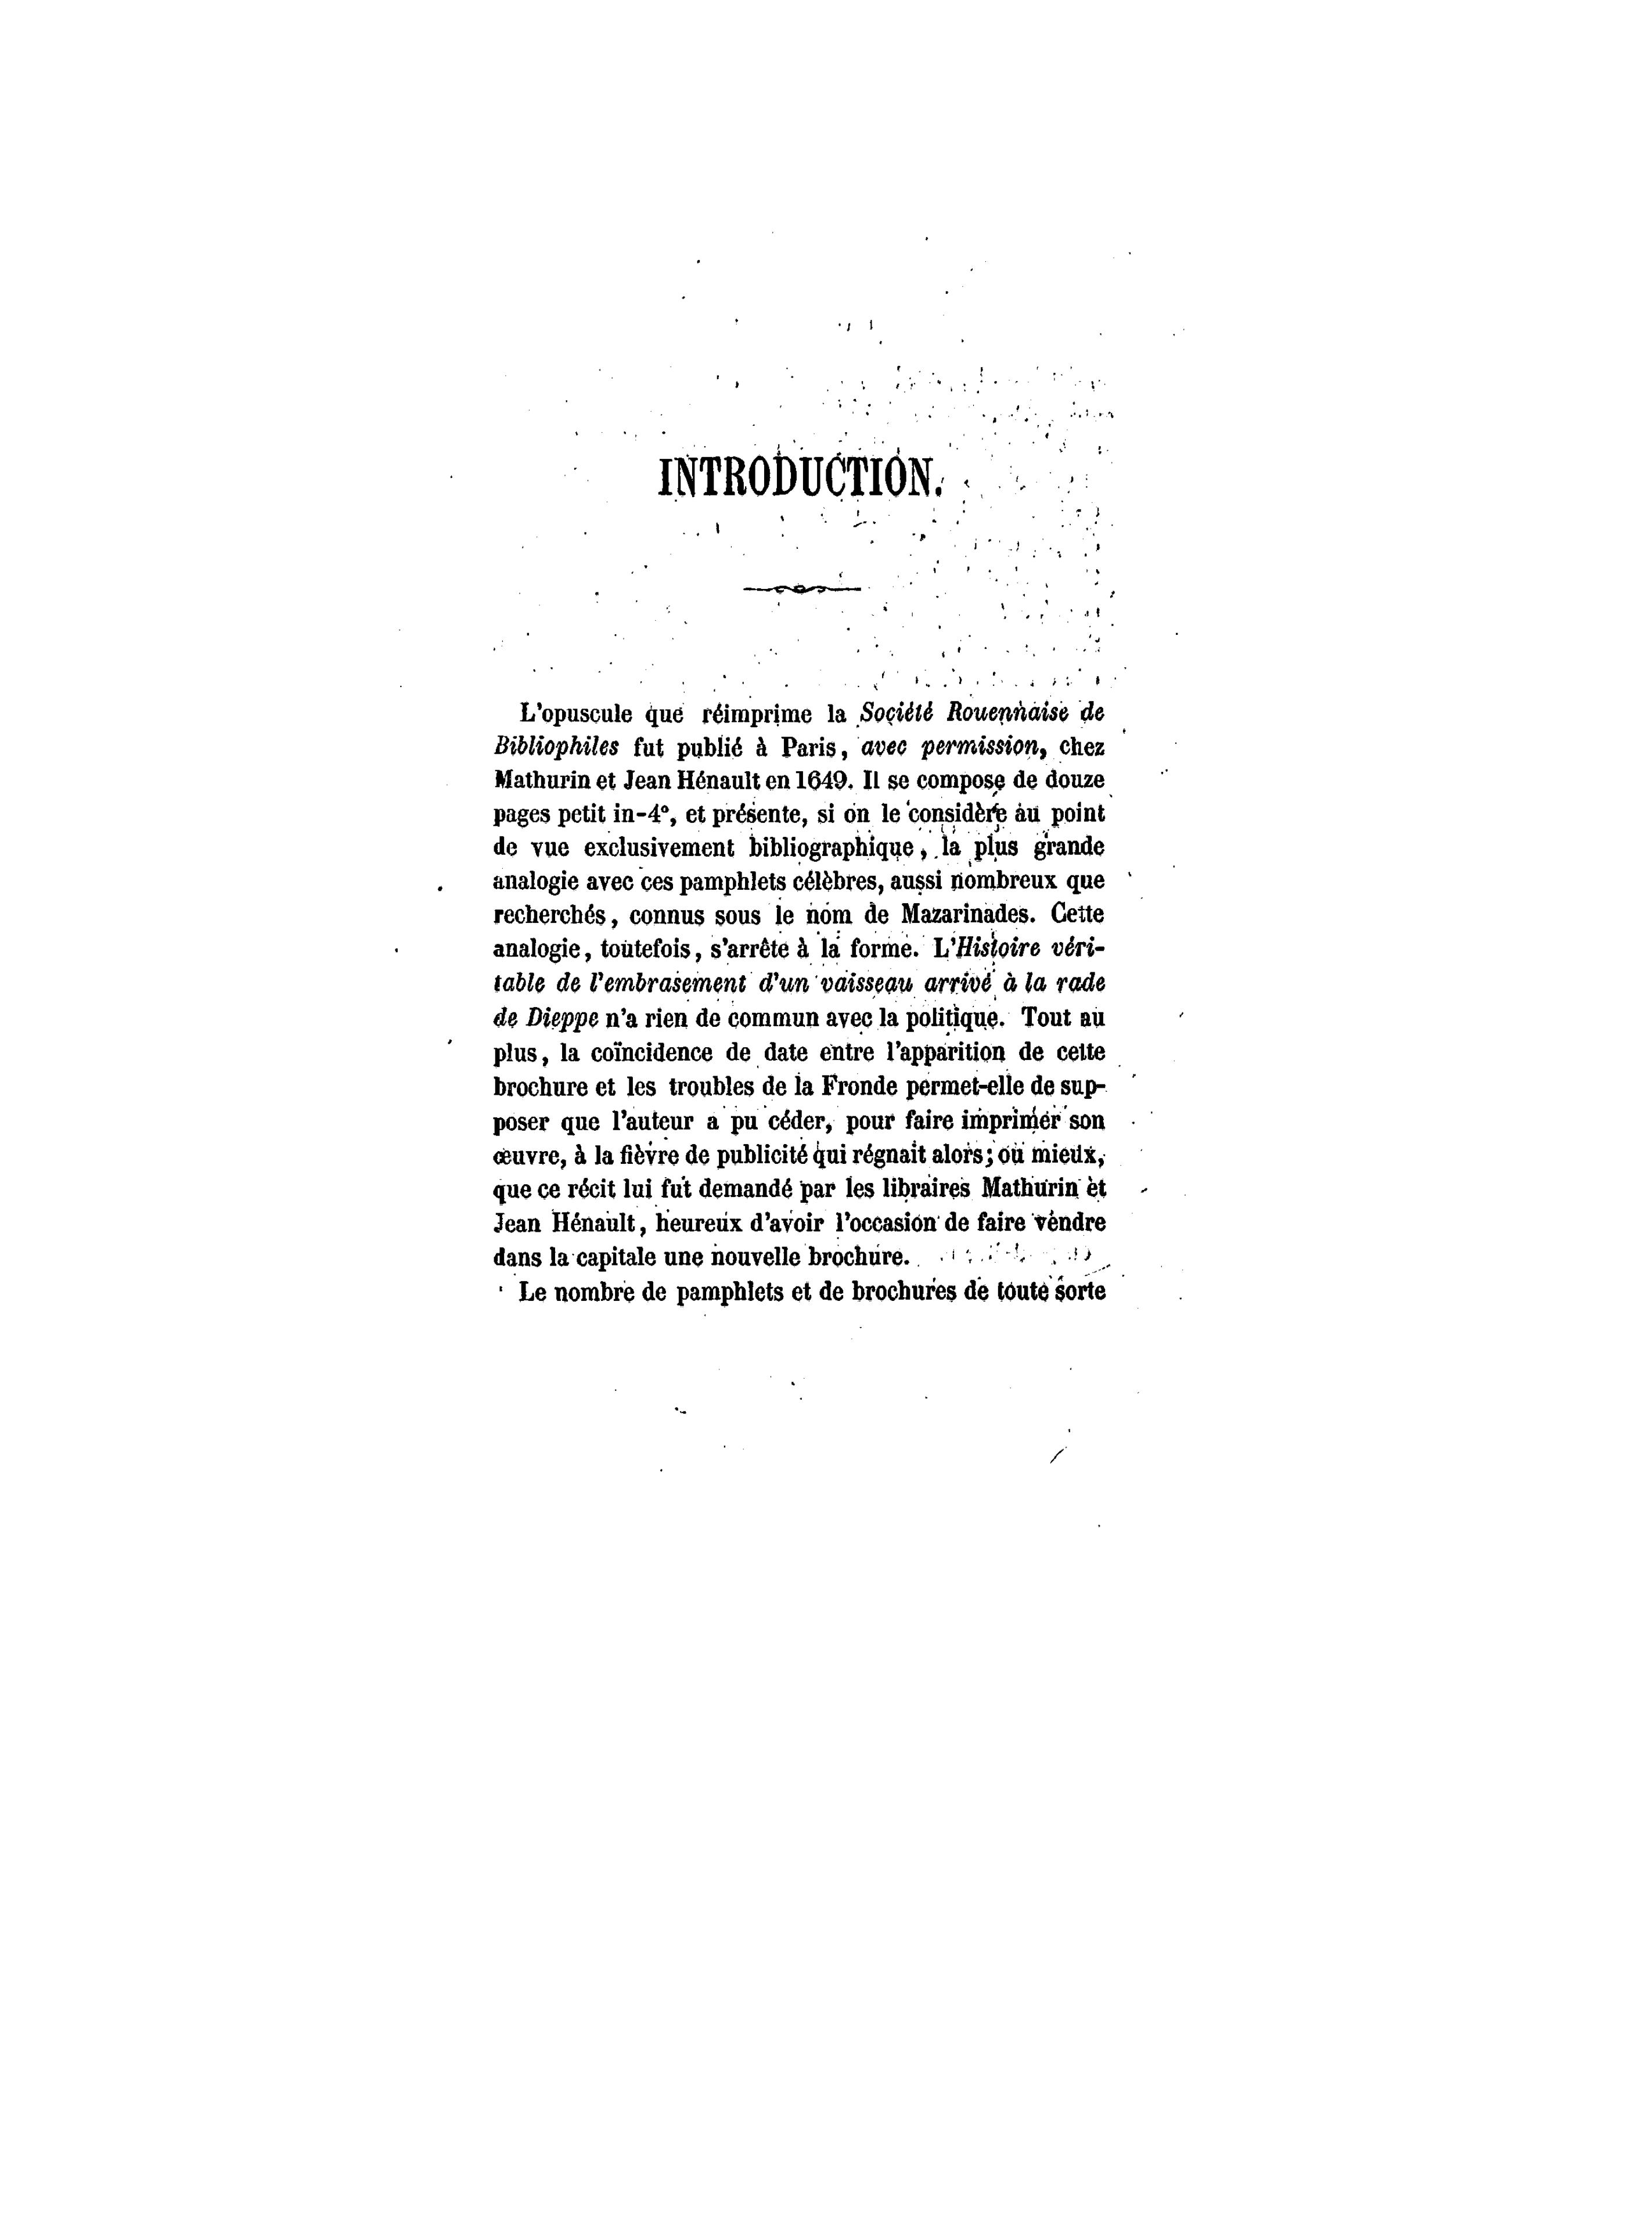 INTRODUCTION.
L'opuscule que réimprime la Société Rouennaise de
Bibliophiles fut publié à Paris, avec permission, chez
Mathurin et Jean Hénault en 1649. Il se compose de douze
pages petit in-4°, et présente, si on le considère au point
de vue exclusivement bibliographique, la plus grande
analogie avec ces pamphlets célèbres, aussi nombreux que
recherchés, connus sous le nom de Mazarinades. Cette
analogie, toutefois, s'arrête à la forme. L'Histoire véri-
table de l'embrasement d'un vaisseau arrivé à la rade
de Dieppe n'a rien de commun avec la politique. Tout au
plus, la coïncidence de date entre l'apparition de cette
brochure et les troubles de la Fronde permet-elle de sup-
poser que l'auteur a pu céder, pour faire imprimer son
œuvre, à la fièvre de publicité qui régnait alors; ou mieux,
que ce récit lui fut demandé par les libraires Mathurin et
Jean Hénault, heureux d'avoir l'occasion de faire vendre
dans la capitale une nouvelle brochure.
Le nombre de pamphlets et de brochures de toute sorte